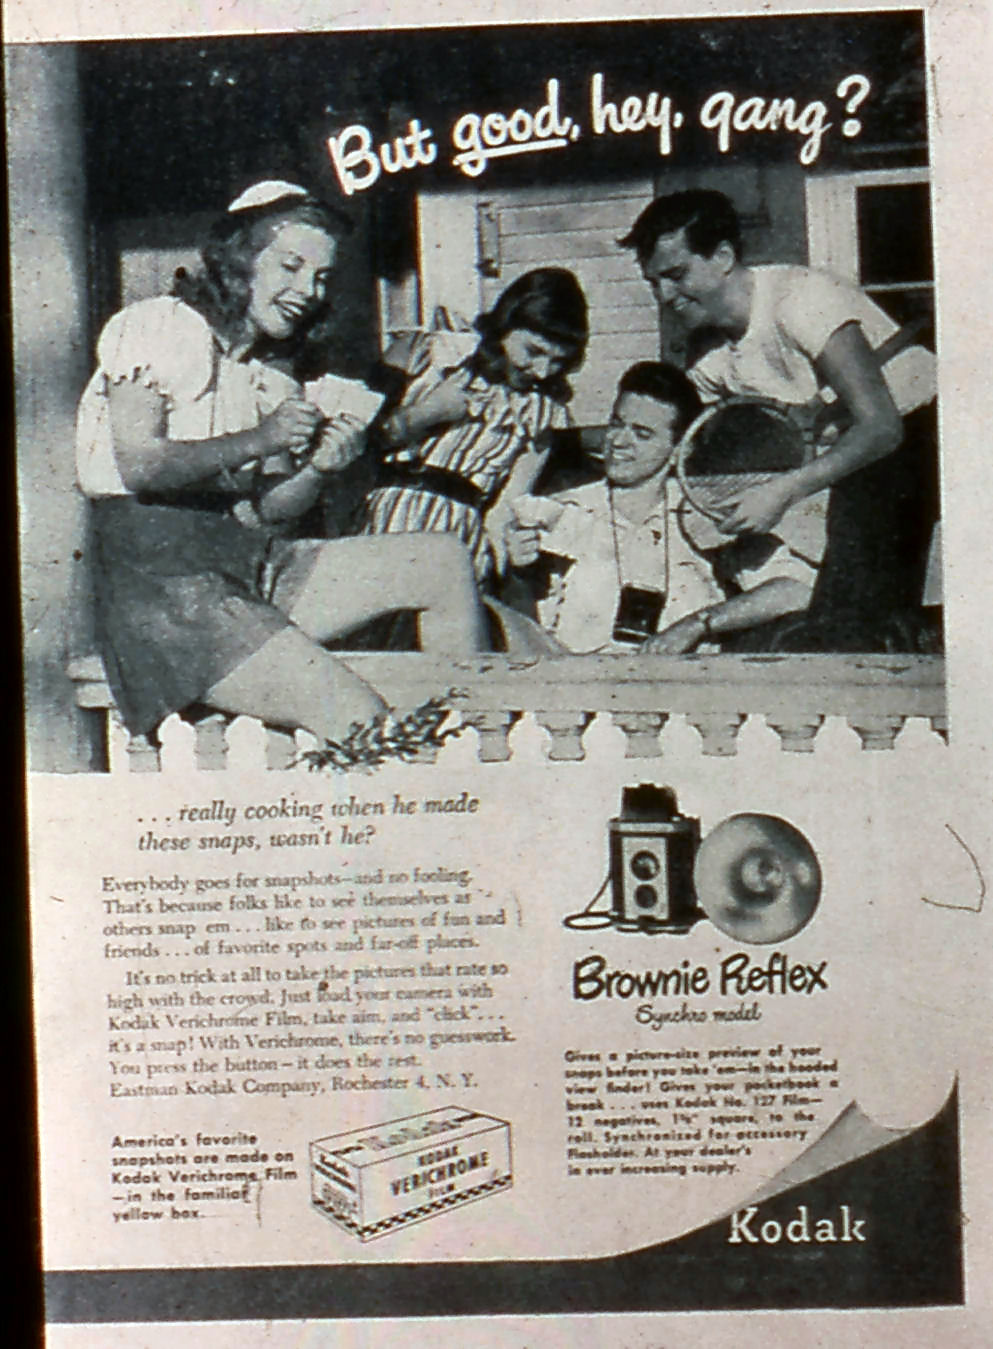 But good, hey, gang?
. . . really cooking when he made
these snaps, wasn't he?
Everybody goes for snapshots—and no fooling.
That's because folks like to see themselves as
others snap em . . . like to see pictures of fun and
friends . . . of favorite spots and far-off places.
It's no trick at all to take the pictures that rate so
high with the crowd. Just load your camera with
Kodak Verichrome Film, take aim, and "click". . .
it's a snap! With Verichrome, there's no guesswork.
You press the button—it does the rest.
Eastman Kodak Company, Rochester 4, N. Y.
America's favorite
snapshots are made on
Kodak Verichrome Film
—in the familiar
yellow box.
KODAK
VERICHROME
FILM
Brownie Reflex
Synchro model
Gives a picture-size preview of your
snaps before you take 'em—in the hooded
view finder! Gives your pocketbook a
break . . . uses Kodak No. 127 Film—
12 negatives, 1⅝" square, to the
roll. Synchronized for accessory
Flasholder. At your dealer's
in ever increasing supply.
Kodak